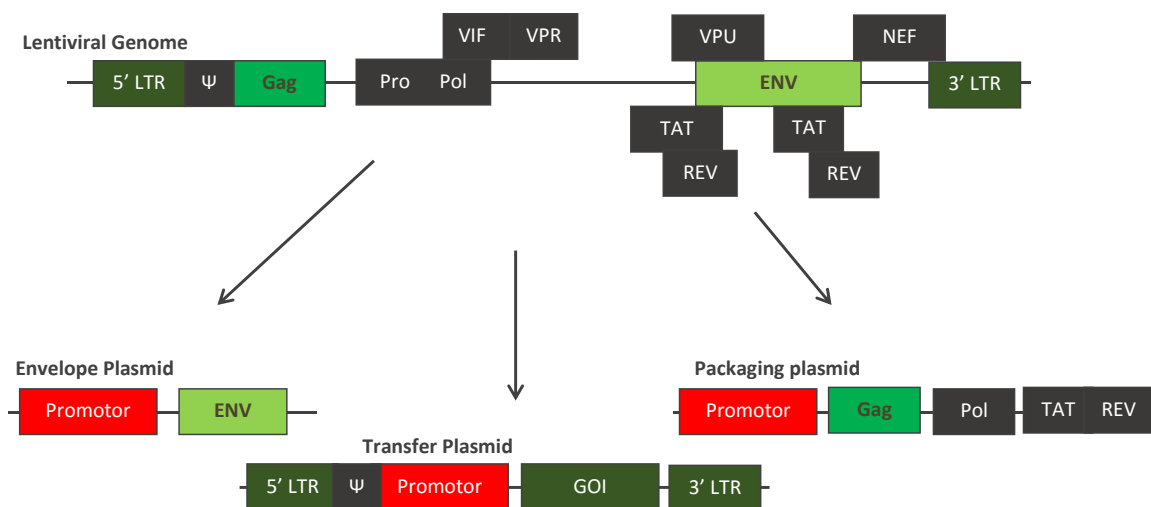 Lentiviral Genome
VIF VPR
VPU
NEF
5’ LTR Ψ Gag
Pro Pol
ENV
3’ LTR
TAT
TAT
REV
REV
Envelope Plasmid
Promotor
ENV
Packaging plasmid
Promotor
Gag
Pol
TAT REV
Transfer Plasmid
5’ LTR Ψ Promotor
GOI
3’ LTR